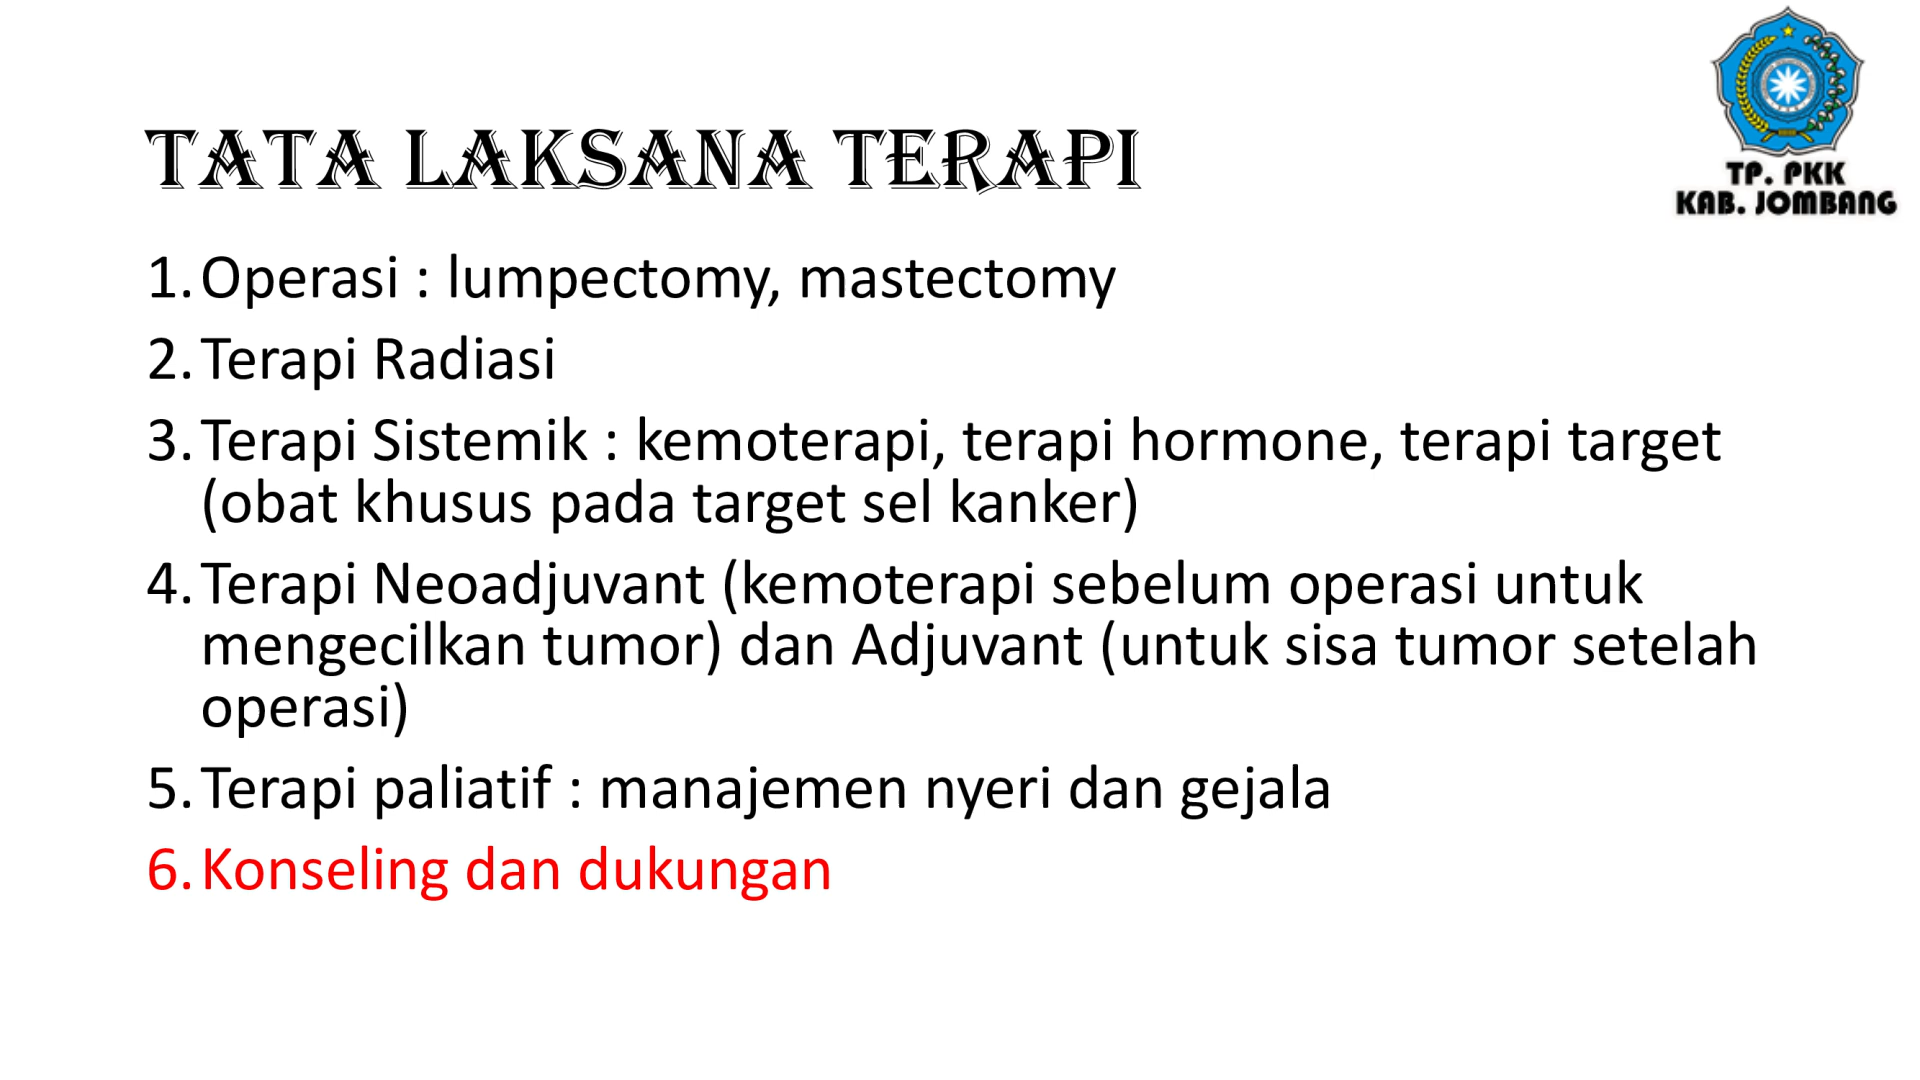 TATA LAKSANA TERAPI
TP. PKK
KAB. JOMBANG
1. Operasi : lumpectomy, mastectomy
2. Terapi Radiasi
3. Terapi Sistemik : kemoterapi, terapi hormone, terapi target
(obat khusus pada target sel kanker)
4. Terapi Neoadjuvant (kemoterapi sebelum operasi untuk
mengecilkan tumor) dan Adjuvant (untuk sisa tumor setelah
operasi)
5. Terapi paliatif : manajemen nyeri dan gejala
6. Konseling dan dukungan